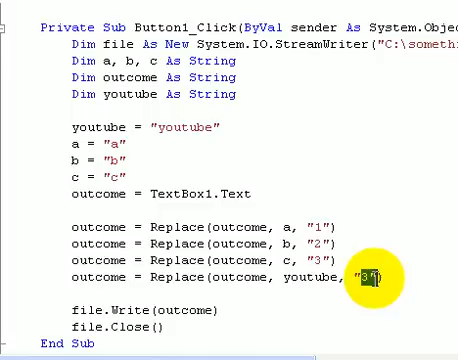 Private Sub Button1_Click(ByVal sender As System.Obje
Dim file As New System.IO.StreamWriter("C:\someth
Dim a, b, c As String
Dim outcome As String
Dim youtube As String
youtube = "youtube"
a = "a"
b = "b"
c = "c"
outcome = TextBox1.Text
outcome = Replace(outcome, a, "1")
outcome = Replace(outcome, b, "2")
outcome = Replace(outcome, c, "3")
outcome = Replace(outcome, youtube, "3")
file.Write(outcome)
file.Close()
End Sub